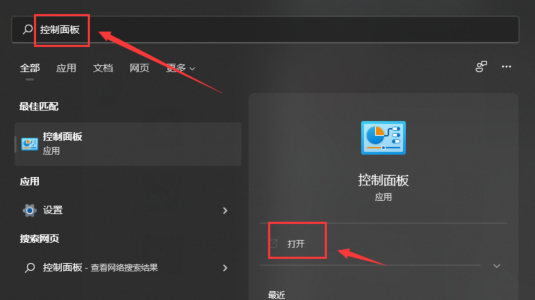 控制面板
全部 应用 文档 网页 更多
最佳匹配
控制面板
应用
应用
设置
搜索网页
控制面板 - 查看网络搜索结果
控制面板
应用
打开
最近